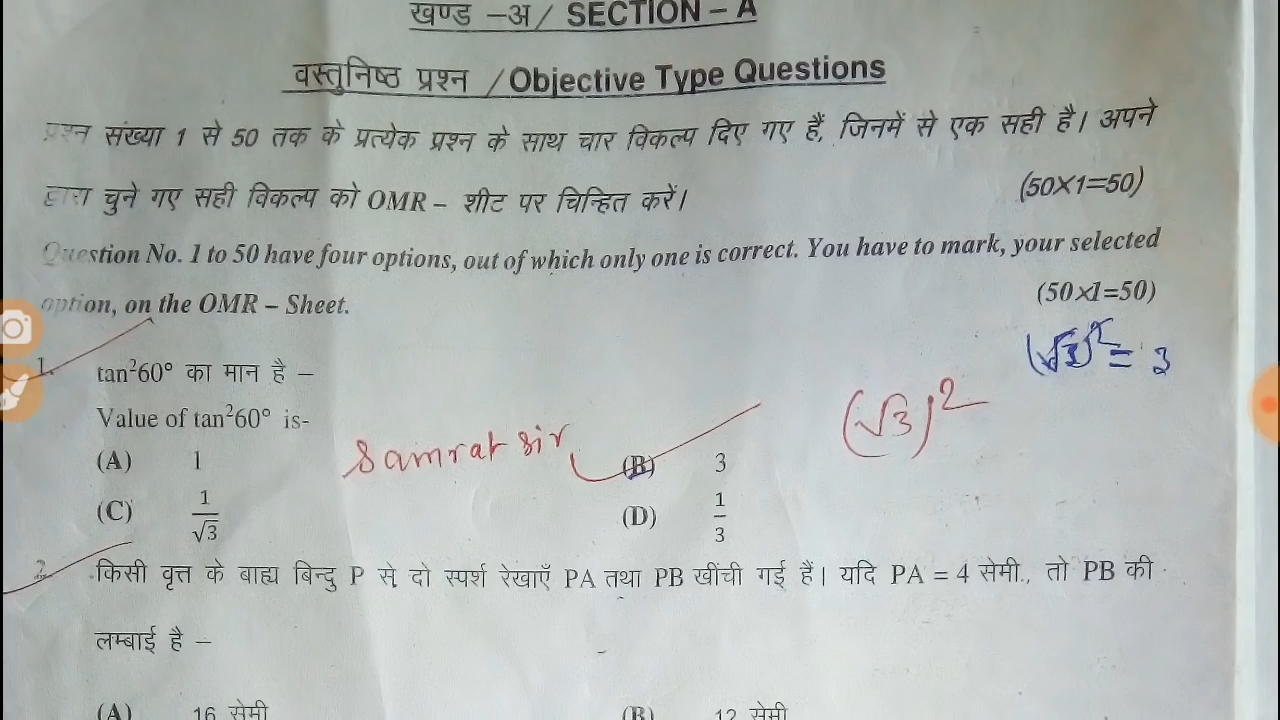 खण्ड –अ / SECTION – A
वस्तुनिष्ठ प्रश्न / Objective Type Questions
प्रश्न संख्या 1 से 50 तक के प्रत्येक प्रश्न के साथ चार विकल्प दिए गए हैं, जिनमें से एक सही है। अपने
द्वारा चुने गए सही विकल्प को OMR – शीट पर चिन्हित करें। (50X1=50)
Question No. 1 to 50 have four options, out of which only one is correct. You have to mark, your selected
option, on the OMR – Sheet. (50x1=50)
(√3)² = 3
1. tan²60° का मान है –
Value of tan²60° is-
(√3)²
Samrat sir
(A) 1 (B) 3
(C) 1/√3 (D) 1/3
2. किसी वृत्त के बाह्य बिन्दु P से दो स्पर्श रेखाएँ PA तथा PB खींची गई हैं। यदि PA = 4 सेमी., तो PB की
लम्बाई है –
(A) 16 सेमी (B) 12 सेमी